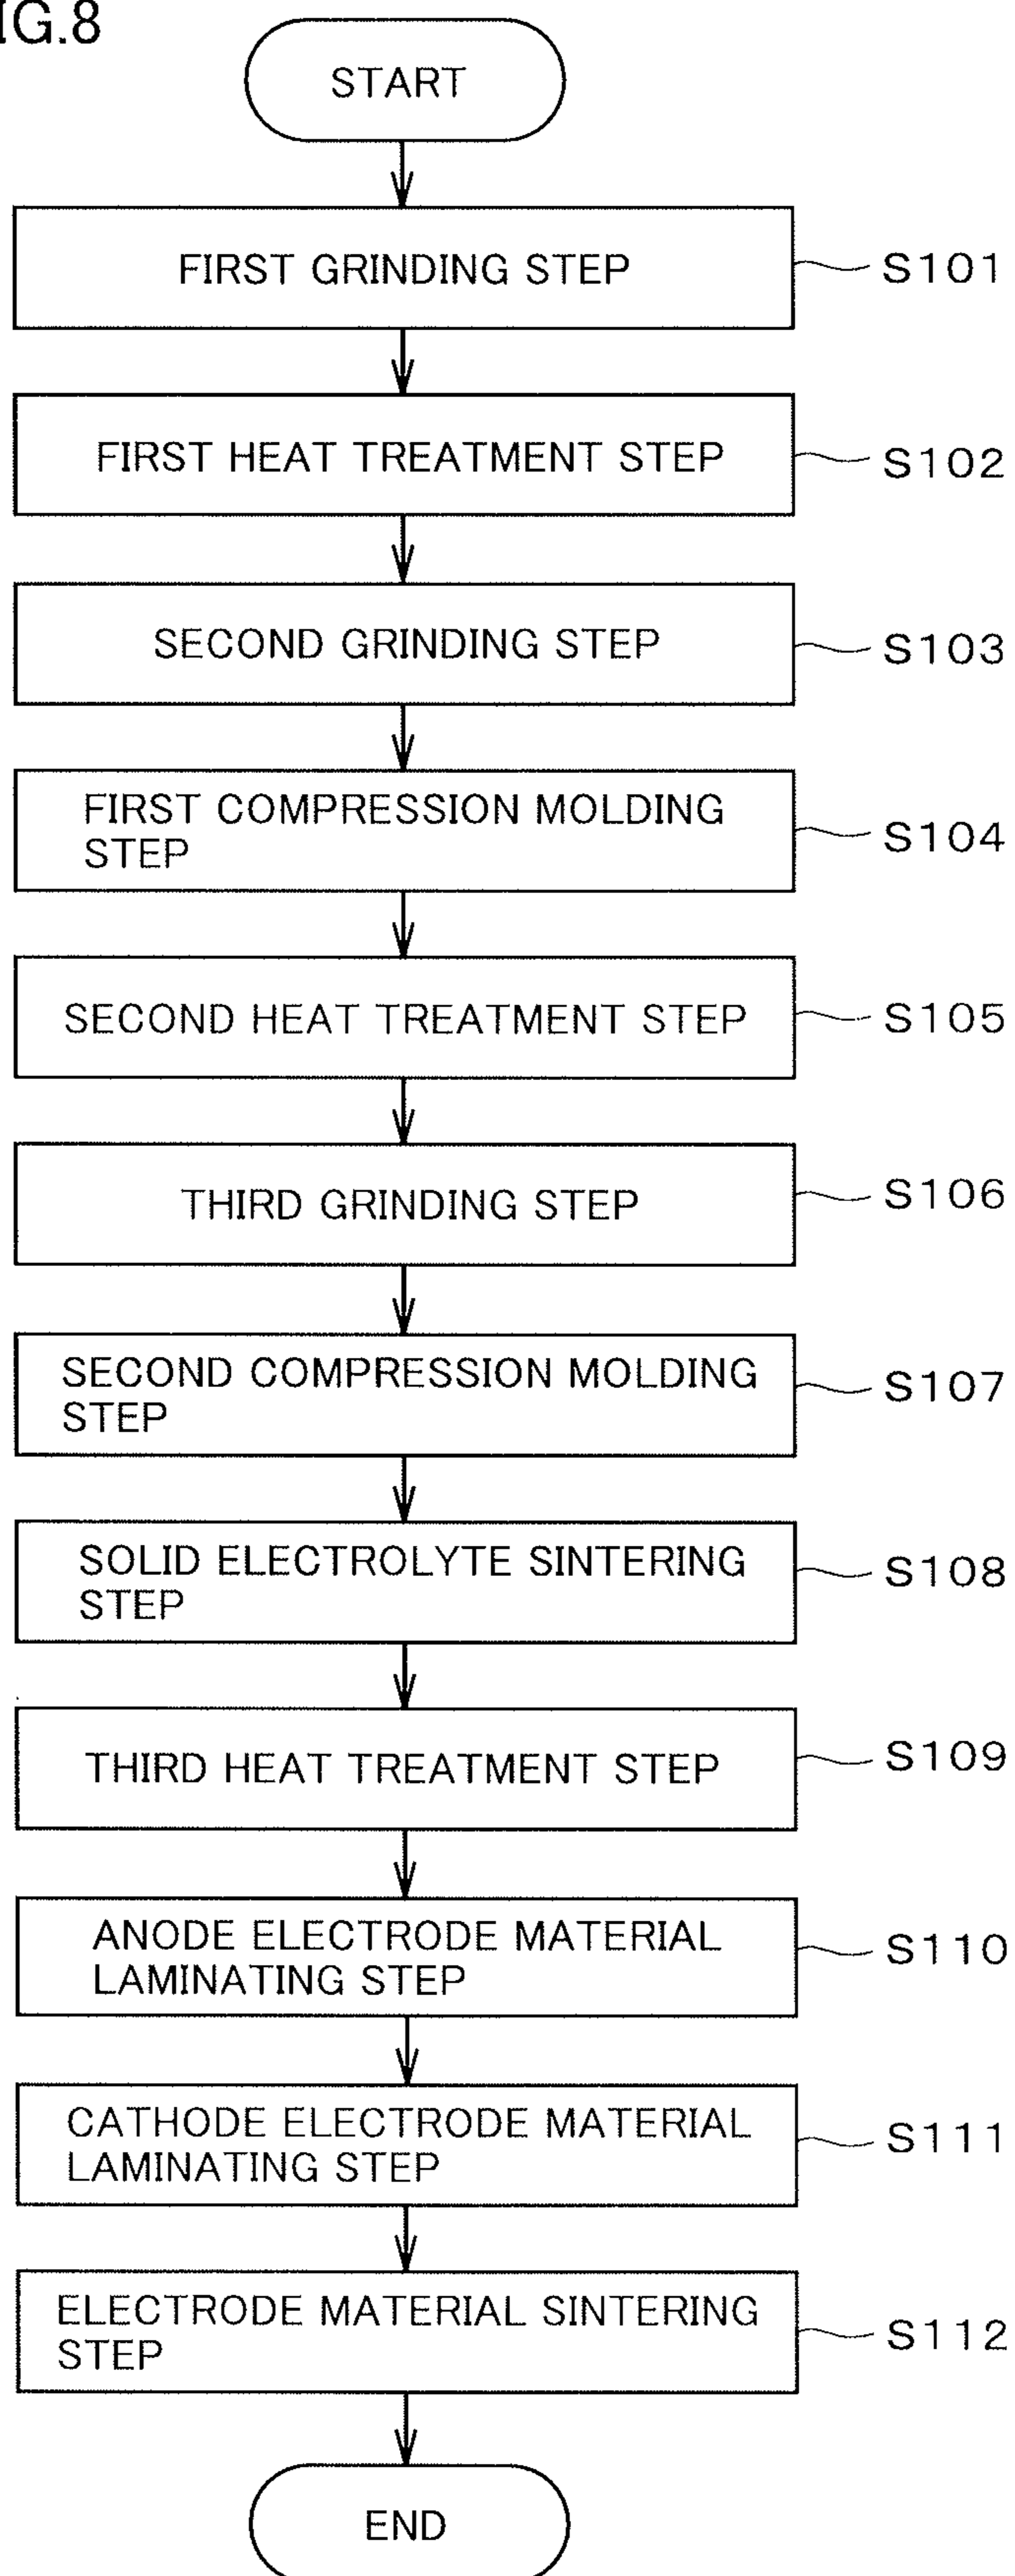 IG.8
START
FIRST GRINDING STEP
S101
FIRST HEAT TREATMENT STEP
S102
SECOND GRINDING STEP
S103
FIRST COMPRESSION MOLDING
STEP
S104
SECOND HEAT TREATMENT STEP
S105
THIRD GRINDING STEP
S106
SECOND COMPRESSION MOLDING
STEP
S107
SOLID ELECTROLYTE SINTERING
STEP
S108
THIRD HEAT TREATMENT STEP
S109
ANODE ELECTRODE MATERIAL
LAMINATING STEP
S110
CATHODE ELECTRODE MATERIAL
LAMINATING STEP
S111
ELECTRODE MATERIAL SINTERING
STEP
S112
END